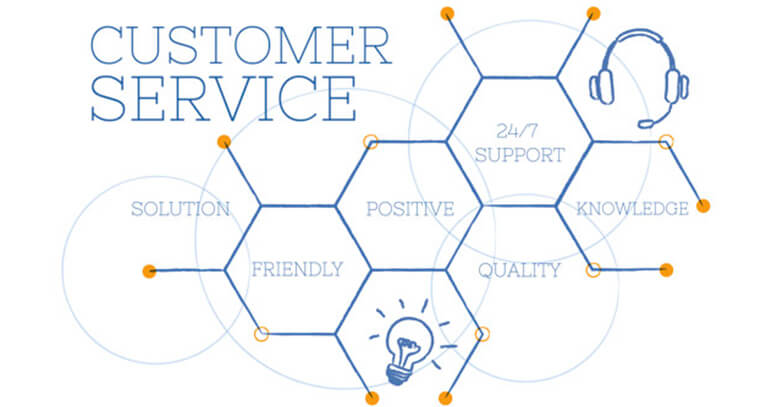 CUSTOMER
SERVICE
24/7
SUPPORT
SOLUTION
POSITIVE
KNOWLEDGE
FRIENDLY
QUALITY